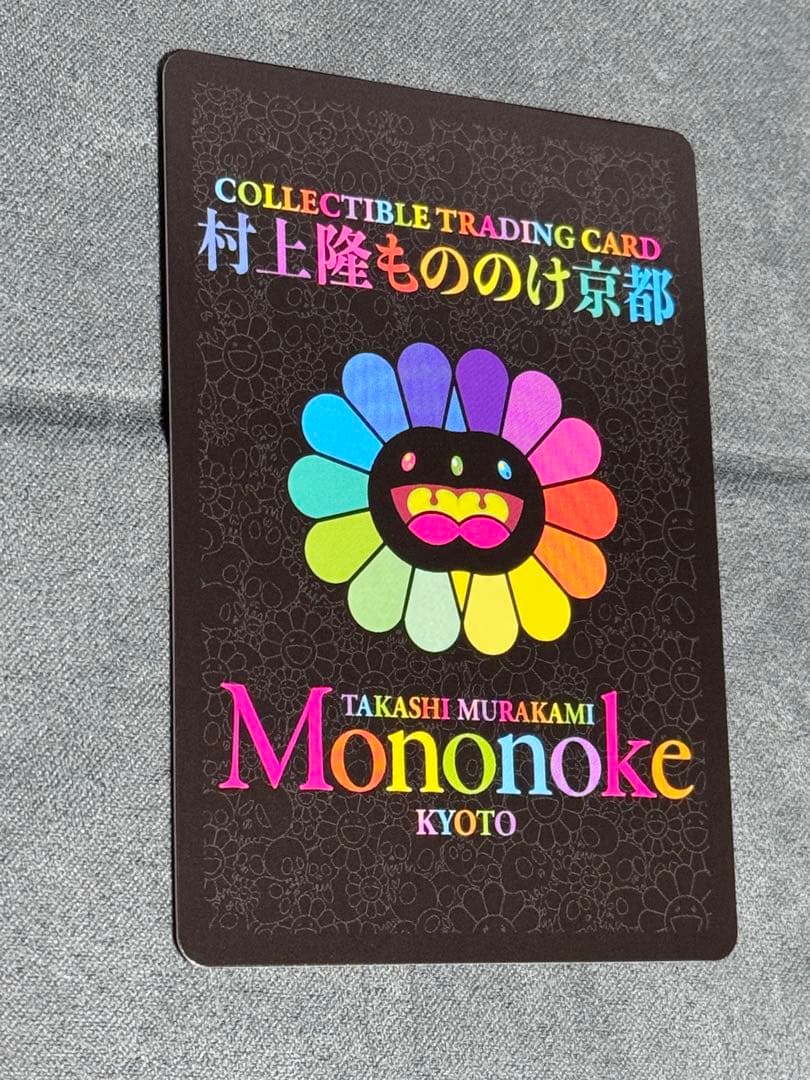 COLLECTIBLE TRADING CARD
村上隆もののけ京都
TAKASHI MURAKAMI
Mononoke
KYOTO